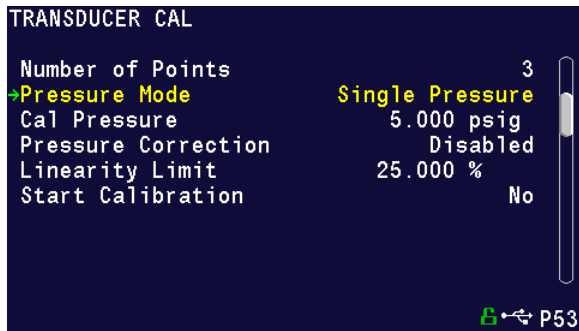 TRANSDUCER CAL
Number of Points 3
→Pressure Mode Single Pressure
Cal Pressure 5.000 psig
Pressure Correction Disabled
Linearity Limit 25.000 %
Start Calibration No
P53